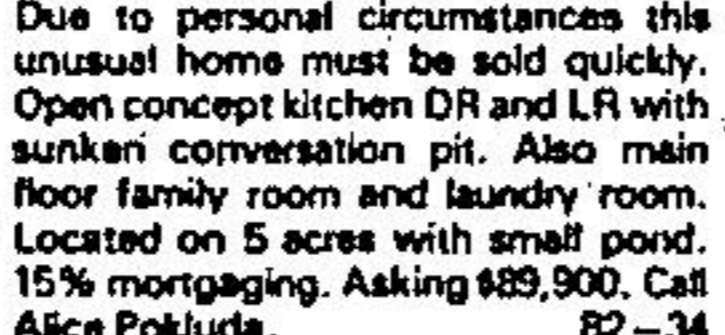 Due to personal circumstances this
unusual home must be sold quickly.
Open concept kitchen DR and LR with
sunken conversation pit. Also main
floor family room and laundry room.
Located on 5 acres with small pond.
15% mortgaging. Asking $89,900. Call
Alice Pokluda. 82-34